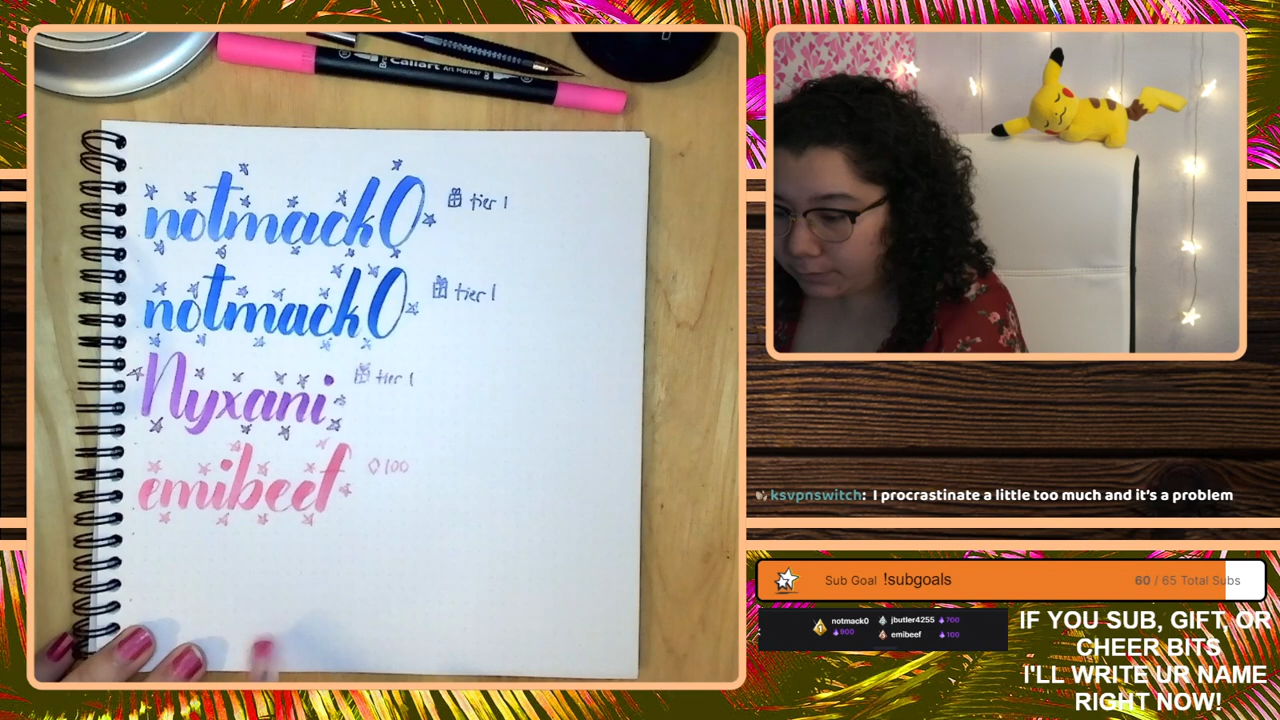 Caliart Art Marker
notmack0 tier 1
notmack0 tier 1
Nyxani tier 1
emibeef 100
ksvpnswitch: I procrastinate a little too much and it's a problem
Sub Goal !subgoals 60 / 65 Total Subs
1 notmack0 900
jbutler4255 700
emibeef 100
IF YOU SUB, GIFT, OR
CHEER BITS
I'LL WRITE UR NAME
RIGHT NOW!